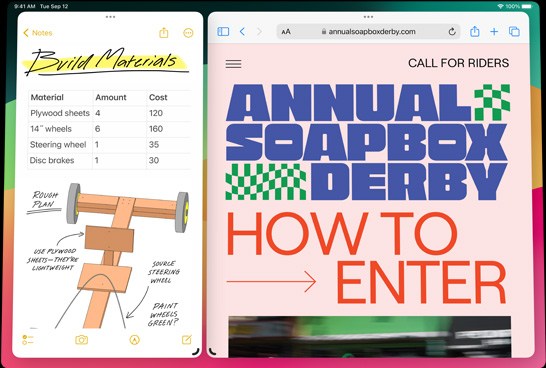 9:41 AM Tue Sep 12
100%
Notes
Build Materials
Material Amount Cost
Plywood sheets 4 120
14" wheels 6 160
Steering wheel 1 35
Disc brakes 1 30
ROUGH
PLAN
USE PLYWOOD
SHEETS—THEY'RE
LIGHTWEIGHT
SOURCE
STEERING
WHEEL
PAINT
WHEELS
GREEN?
AA
annualsoapboxderby.com
CALL FOR RIDERS
ANNUAL
SOAPBOX
DERBY
HOW TO
ENTER